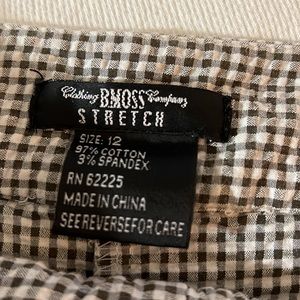 Clothing BMOSS Company
STRETCH
SIZE: 12
97% COTTON
3% SPANDEX
RN 62225
MADE IN CHINA
SEE REVERSE FOR CARE